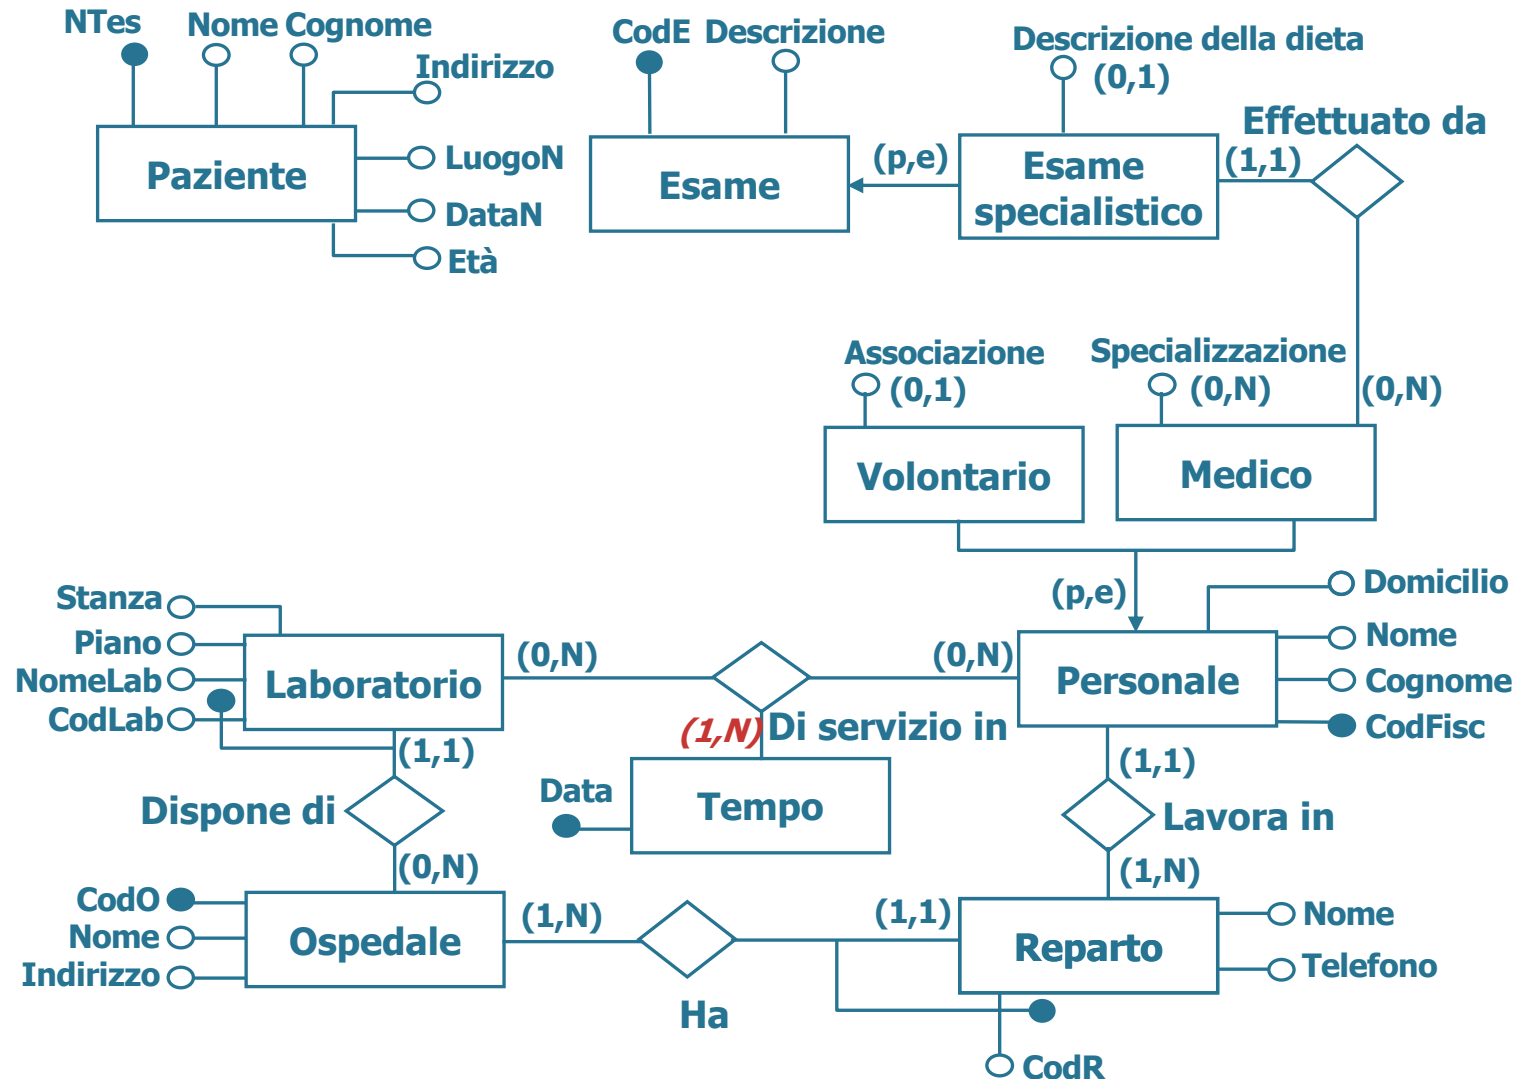 NTes
Nome Cognome
Indirizzo
Paziente
LuogoN
DataN
Età
CodE Descrizione
Esame
(p,e)
Descrizione della dieta
(0,1)
Esame
specialistico
Effettuato da
(1,1)
(0,N)
Associazione
(0,1)
Volontario
Specializzazione
(0,N)
Medico
(p,e)
Domicilio
Nome
Cognome
CodFisc
Personale
Stanza
Piano
NomeLab
CodLab
Laboratorio
(0,N)
(0,N)
(1,N)
Di servizio in
(1,1)
Dispone di
(0,N)
Data
Tempo
(1,1)
Lavora in
(1,N)
CodO
Nome
Indirizzo
Ospedale
(1,N)
Ha
(1,1)
Reparto
Nome
Telefono
CodR